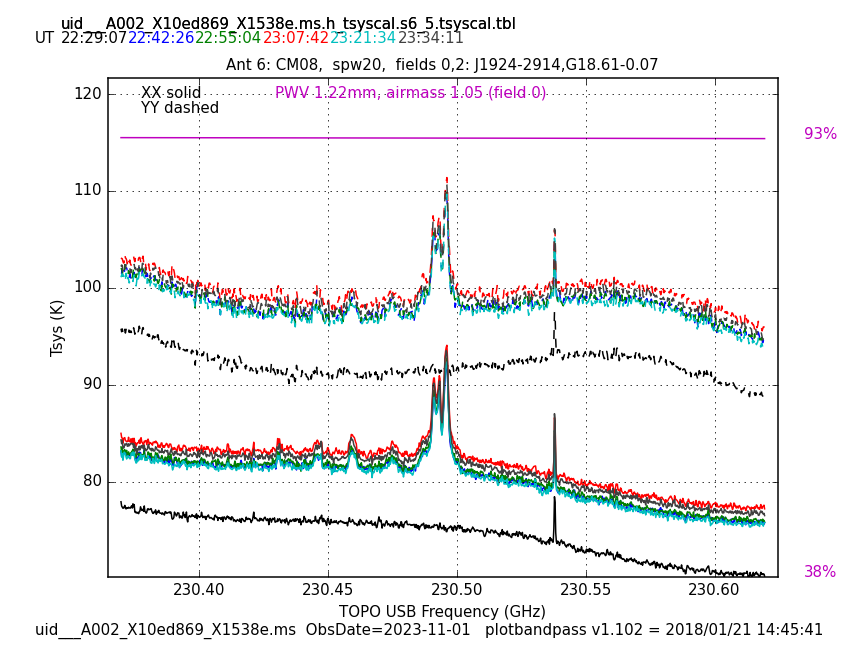 uid___A002_X10ed869_X1538e.ms.h_tsyscal.s6_5.tsyscal.tbl
UT 22:29:07 22:42:26 22:55:04 23:07:42 23:21:34 23:34:11
Ant 6: CM08,  spw20,  fields 0,2: J1924-2914,G18.61-0.07
XX solid
PWV 1.22mm, airmass 1.05 (field 0)
YY dashed
120
110
100
90
80
Tsys (K)
93%
38%
230.40 230.45 230.50 230.55 230.60
TOPO USB Frequency (GHz)
uid___A002_X10ed869_X1538e.ms  ObsDate=2023-11-01   plotbandpass v1.102 = 2018/01/21 14:45:41